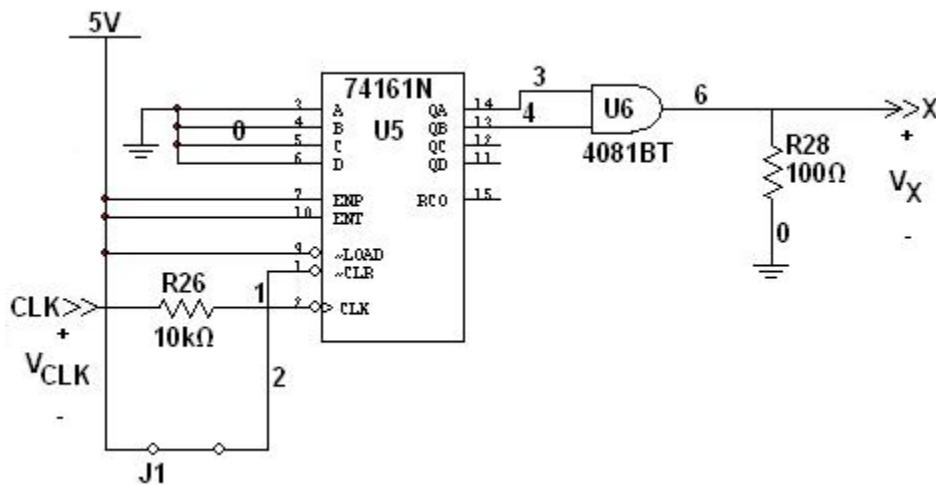 5V
74161N
U5
3
4
5
6
7
10
9
1
2
A
B
C
D
ENP
ENT
~LOAD
~CLR
CLK
QA
QB
QC
QD
RCO
14
13
12
11
15
0
3
4
U6
4081BT
6
X
+
VX
-
R28
100Ω
0
CLK
+
VCLK
-
R26
10kΩ
1
2
J1